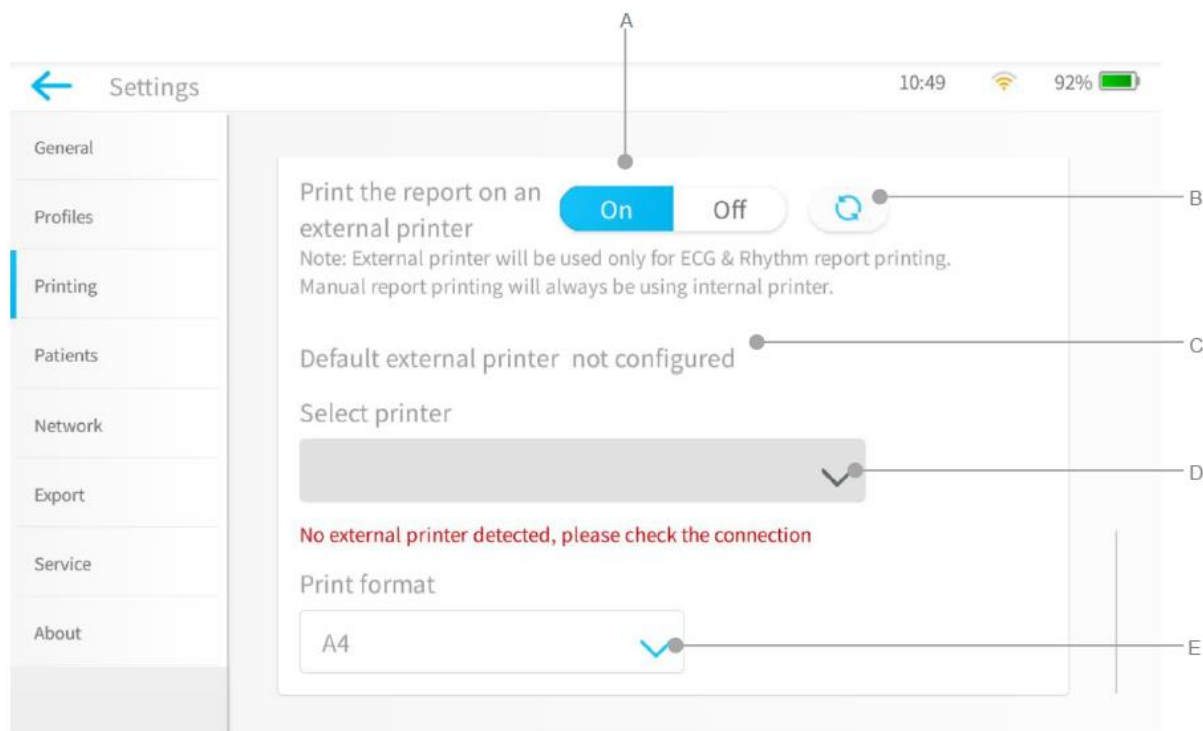 A
Settings
10:49
92%
General
Profiles
Printing
Patients
Network
Export
Service
About
Print the report on an
external printer
On
Off
B
Note: External printer will be used only for ECG & Rhythm report printing.
Manual report printing will always be using internal printer.
C
Default external printer not configured
Select printer
D
No external printer detected, please check the connection
Print format
A4
E